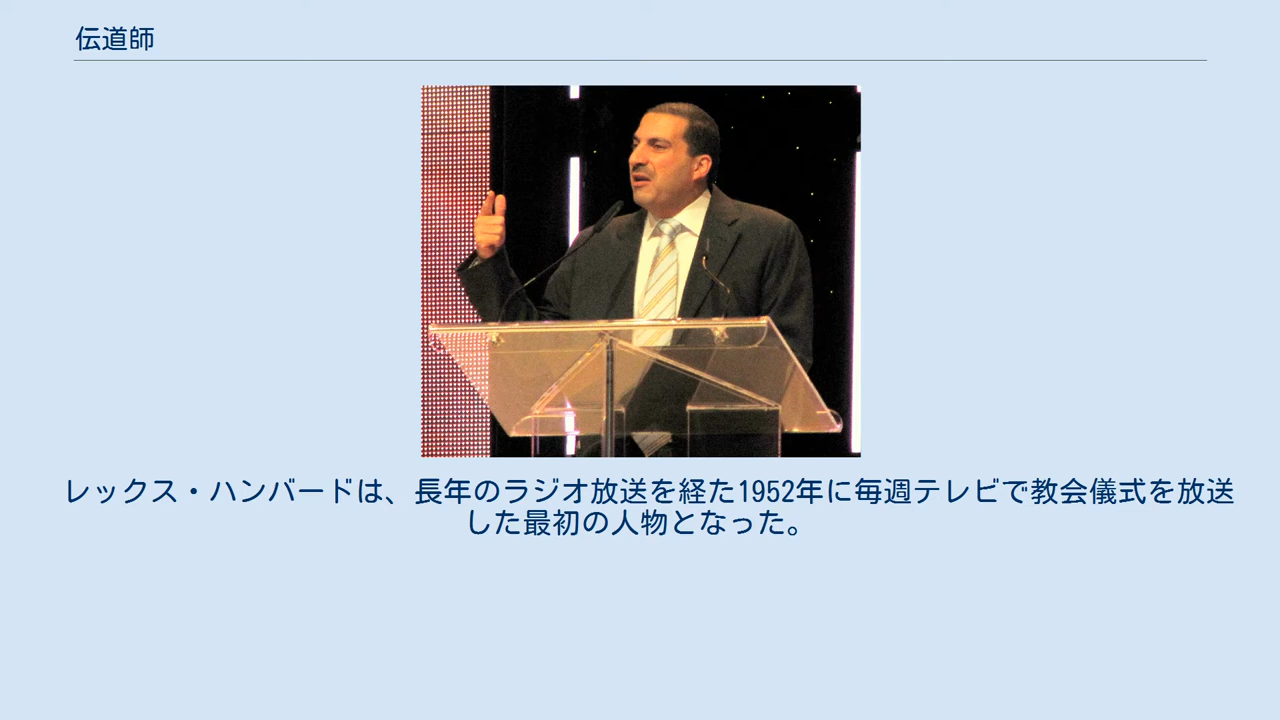 伝道師
レックス・ハンバードは、長年のラジオ放送を経た1952年に毎週テレビで教会儀式を放送
した最初の人物となった。